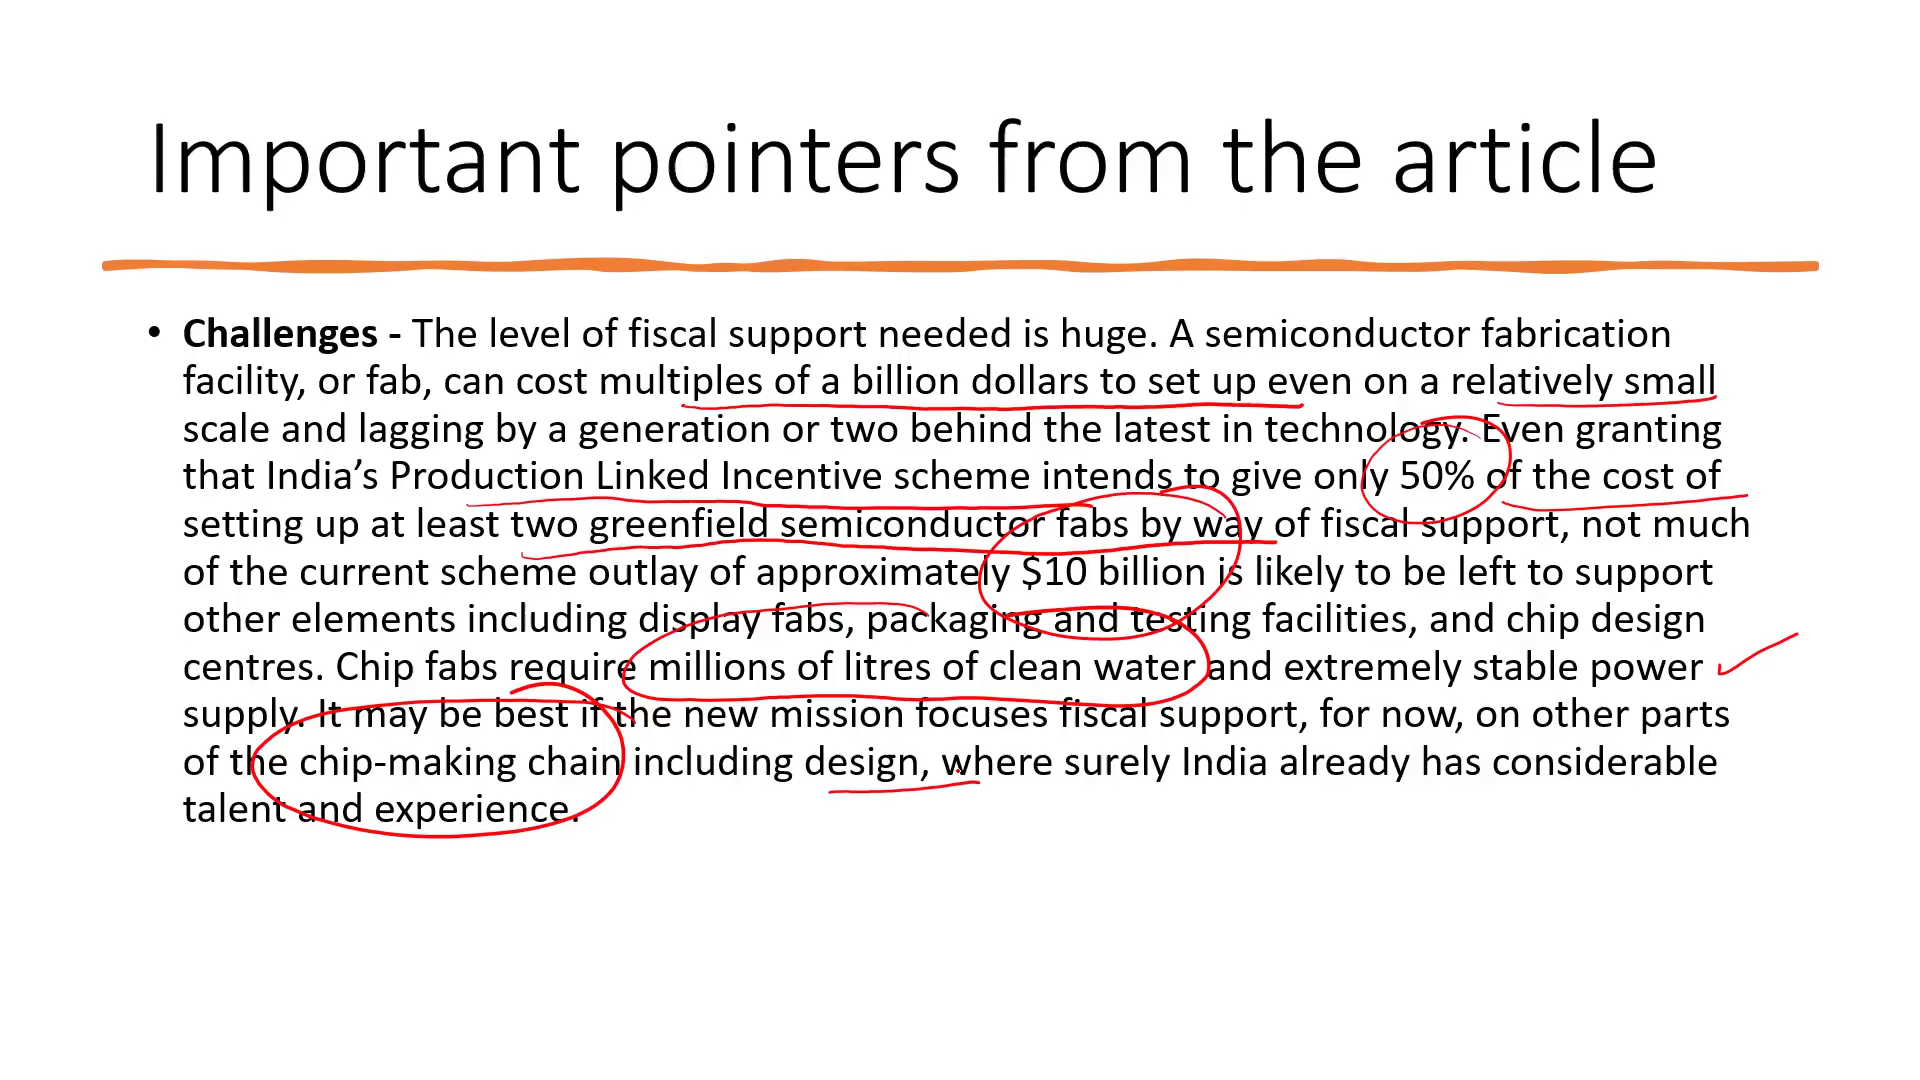 Important pointers from the article
• Challenges - The level of fiscal support needed is huge. A semiconductor fabrication
facility, or fab, can cost multiples of a billion dollars to set up even on a relatively small
scale and lagging by a generation or two behind the latest in technology. Even granting
that India’s Production Linked Incentive scheme intends to give only 50% of the cost of
setting up at least two greenfield semiconductor fabs by way of fiscal support, not much
of the current scheme outlay of approximately $10 billion is likely to be left to support
other elements including display fabs, packaging and testing facilities, and chip design
centres. Chip fabs require millions of litres of clean water and extremely stable power
supply. It may be best if the new mission focuses fiscal support, for now, on other parts
of the chip-making chain including design, where surely India already has considerable
talent and experience.